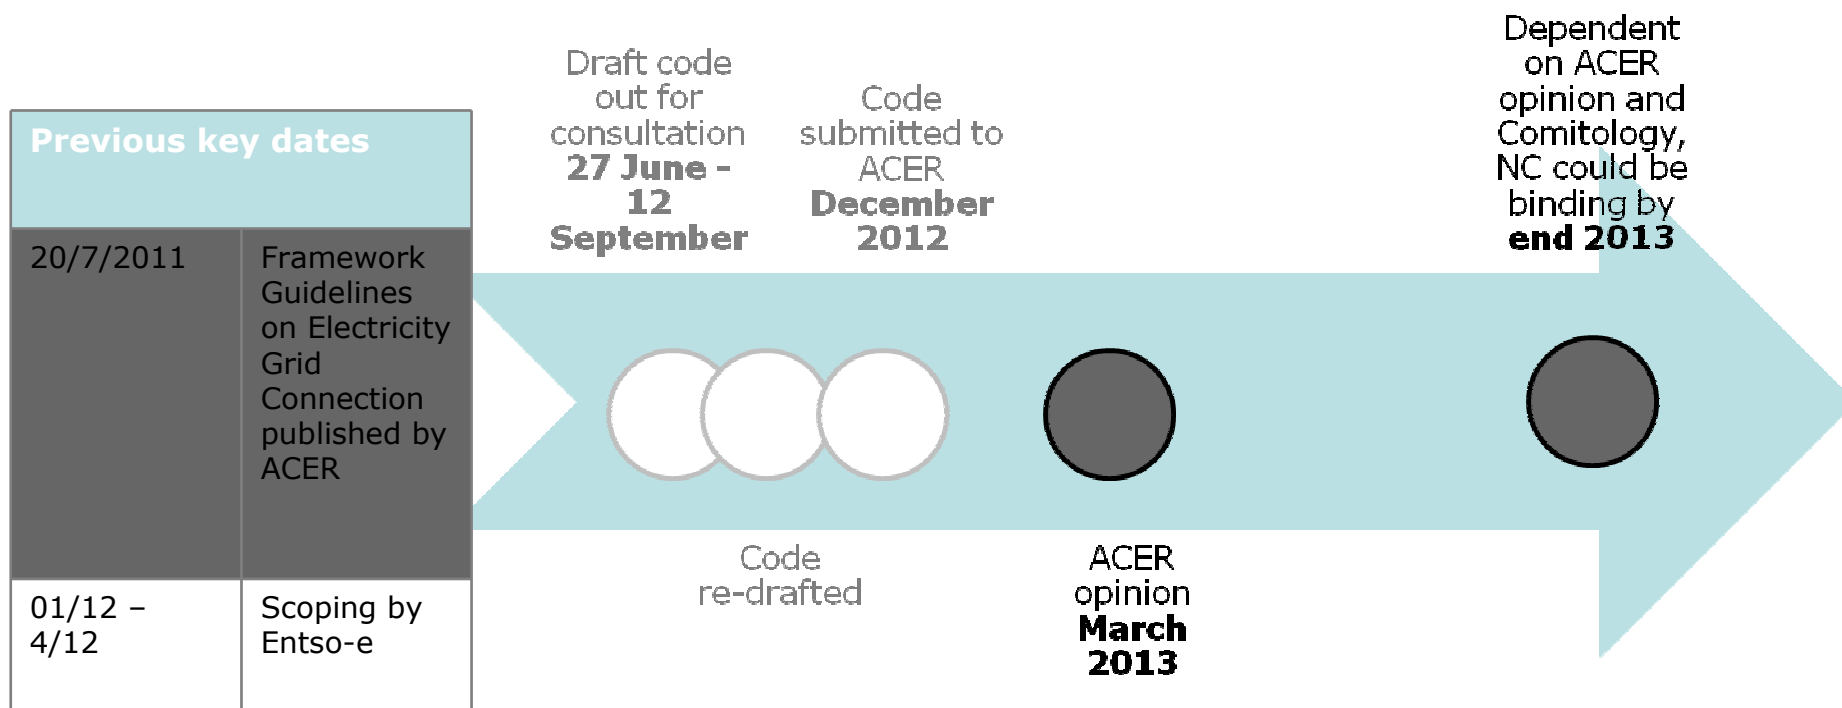 Previous key dates
20/7/2011
Framework
Guidelines
on Electricity
Grid
Connection
published by
ACER
01/12 –
4/12
Scoping by
Entso-e
Draft code
out for
consultation
27 June -
12
September
Code
submitted to
ACER
December
2012
Dependent
on ACER
opinion and
Comitology,
NC could be
binding by
end 2013
Code
re-drafted
ACER
opinion
March
2013